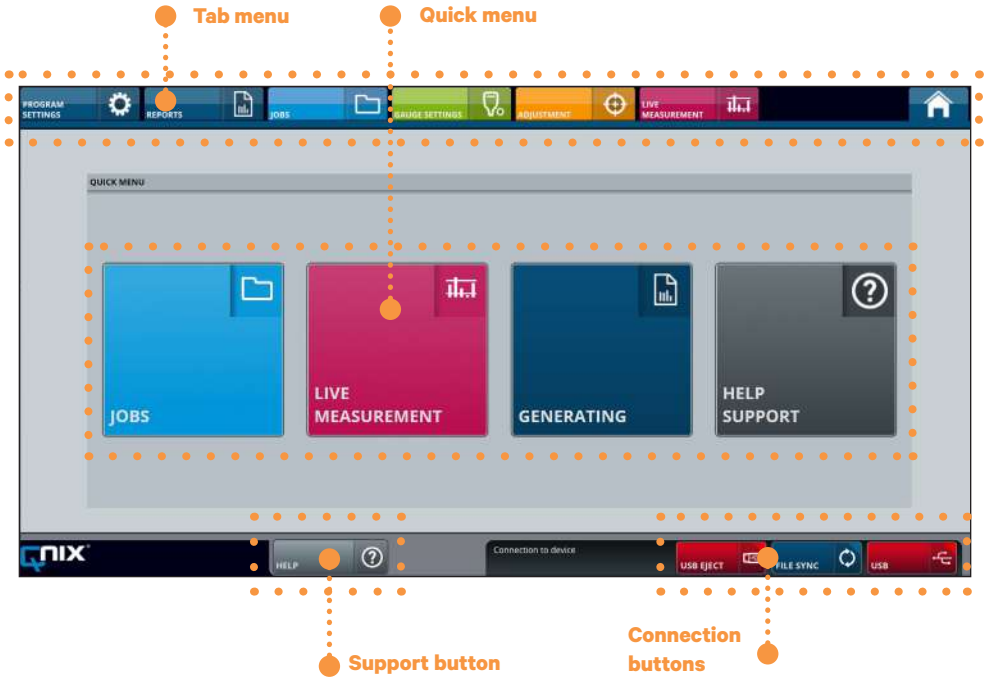 Tab menu
Quick menu
PROGRAM
SETTINGS
REPORTS
JOBS
GAUGE SETTINGS
ADJUSTMENT
LIVE
MEASUREMENT
QUICK MENU
JOBS
LIVE
MEASUREMENT
GENERATING
HELP
SUPPORT
QNIX
HELP
Connection to device
USB EJECT
FILE SYNC
USB
Support button
Connection
buttons